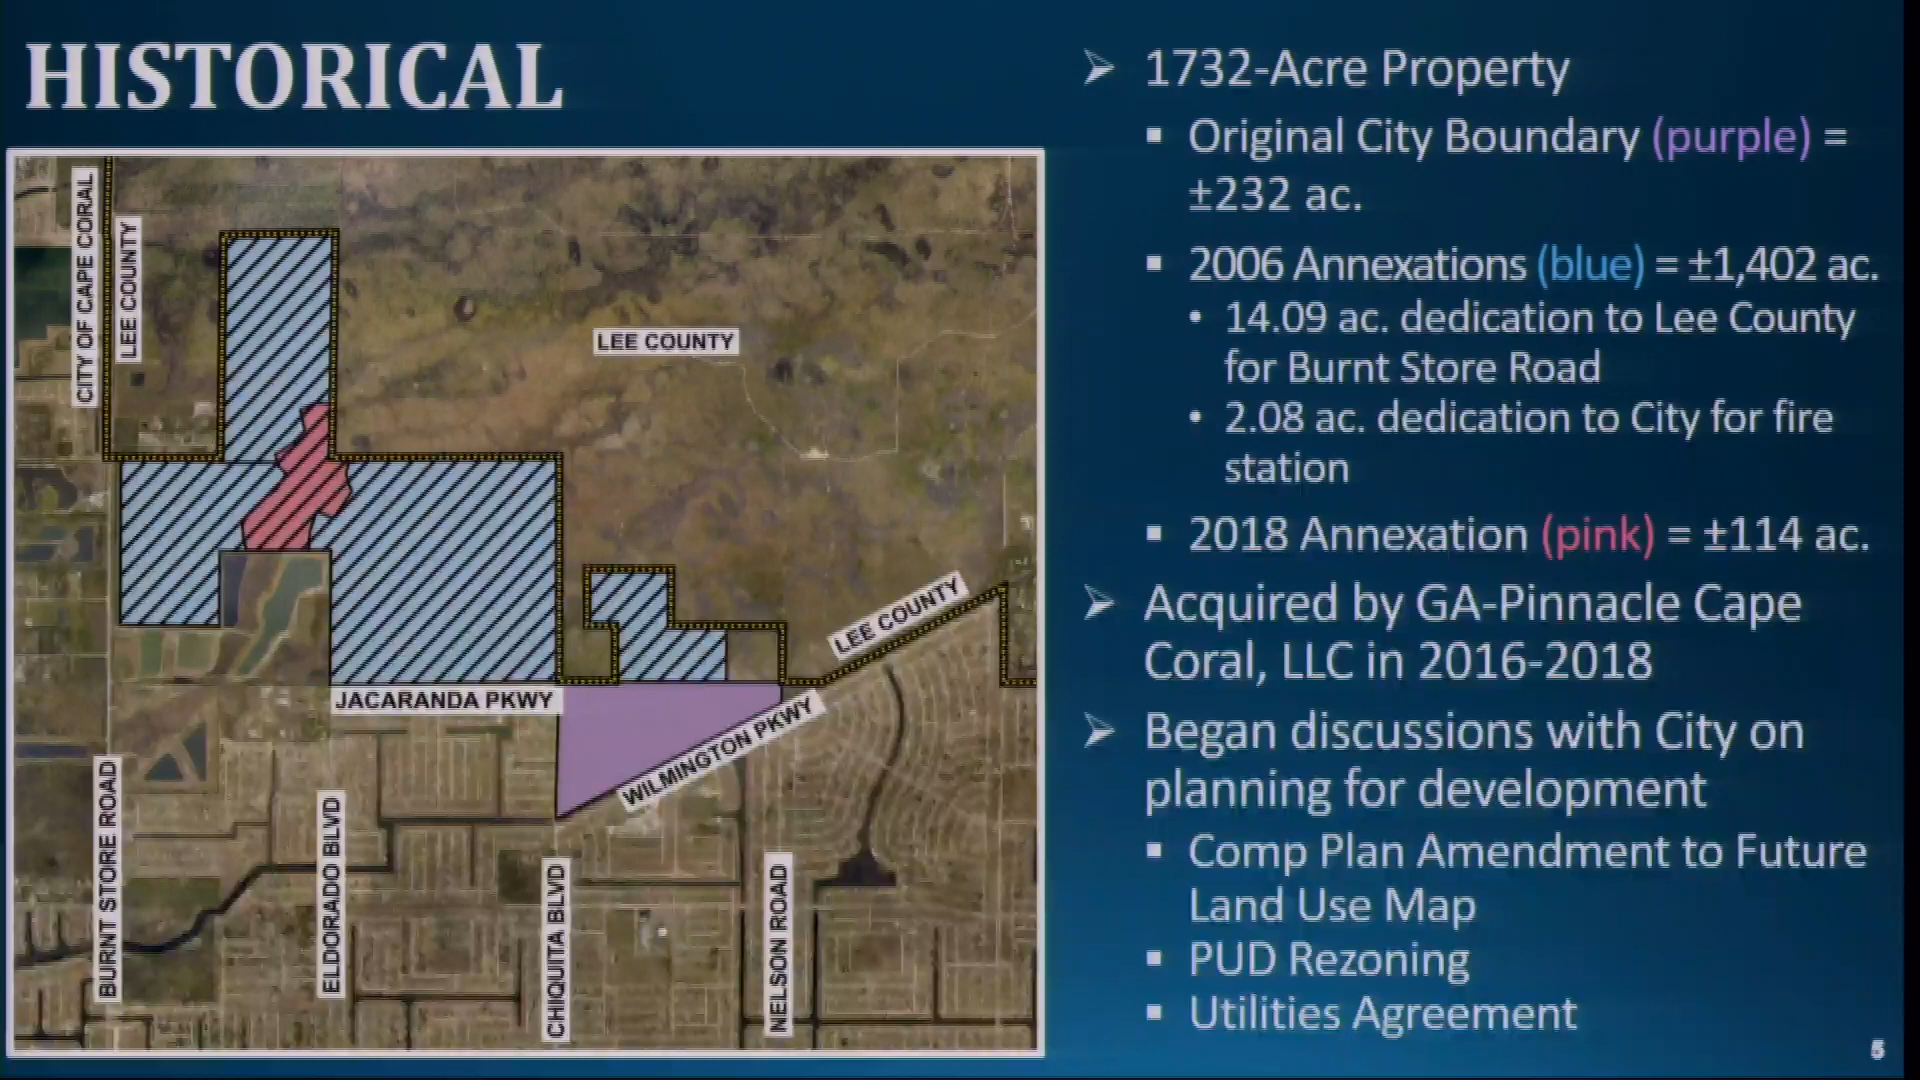 HISTORICAL
CITY OF CAPE CORAL
LEE COUNTY
LEE COUNTY
LEE COUNTY
JACARANDA PKWY
WILMINGTON PKWY
BURNT STORE ROAD
ELDORADO BLVD
CHIQUITA BLVD
NELSON ROAD
➢ 1732-Acre Property
▪ Original City Boundary (purple) =
±232 ac.
▪ 2006 Annexations (blue) = ±1,402 ac.
• 14.09 ac. dedication to Lee County
for Burnt Store Road
• 2.08 ac. dedication to City for fire
station
▪ 2018 Annexation (pink) = ±114 ac.
➢ Acquired by GA-Pinnacle Cape
Coral, LLC in 2016-2018
➢ Began discussions with City on
planning for development
▪ Comp Plan Amendment to Future
Land Use Map
▪ PUD Rezoning
▪ Utilities Agreement
5